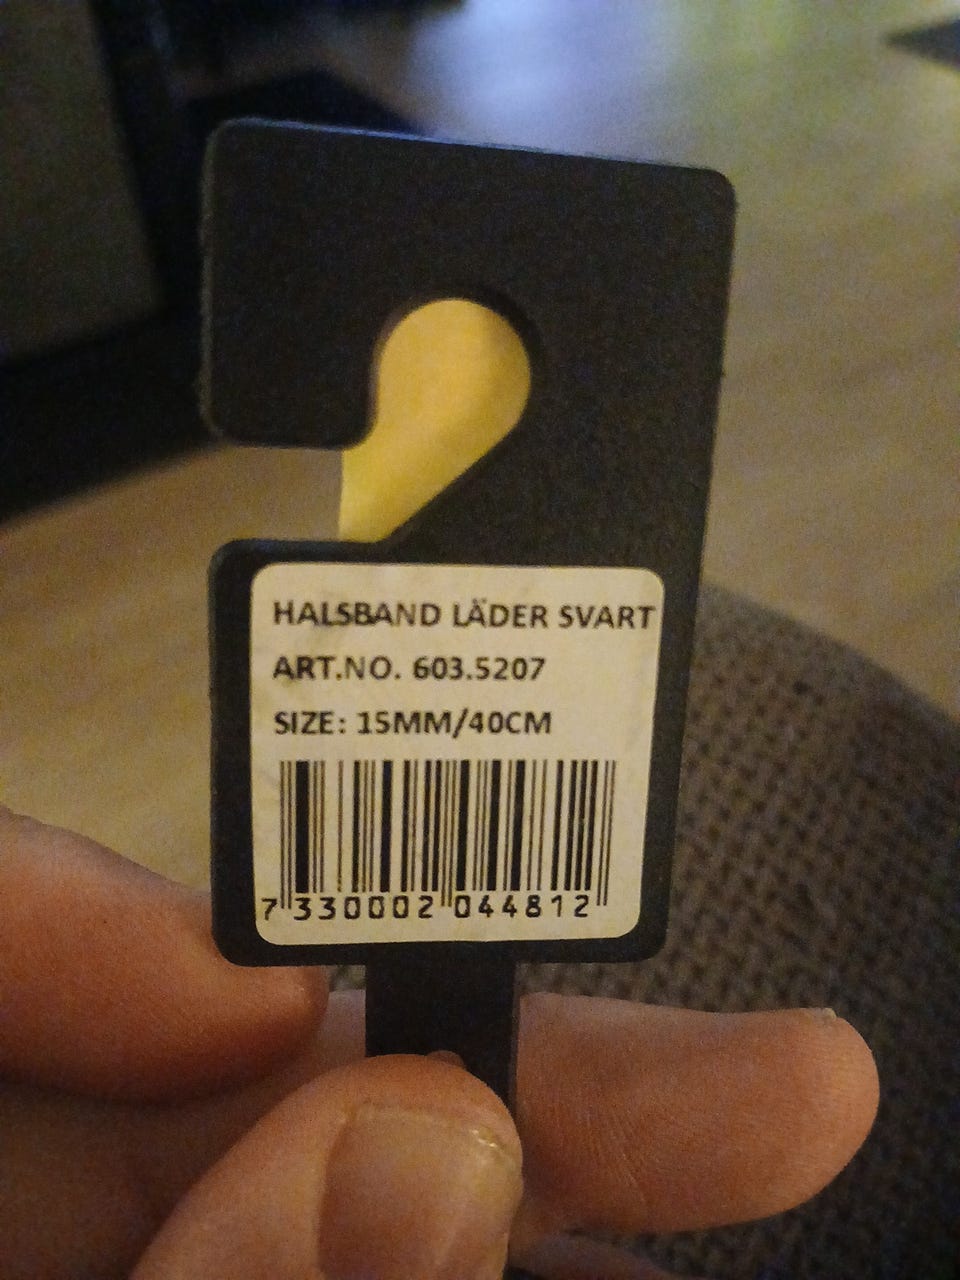 HALSBAND LÄDER SVART
ART.NO. 603.5207
SIZE: 15MM/40CM
7 330002 044812